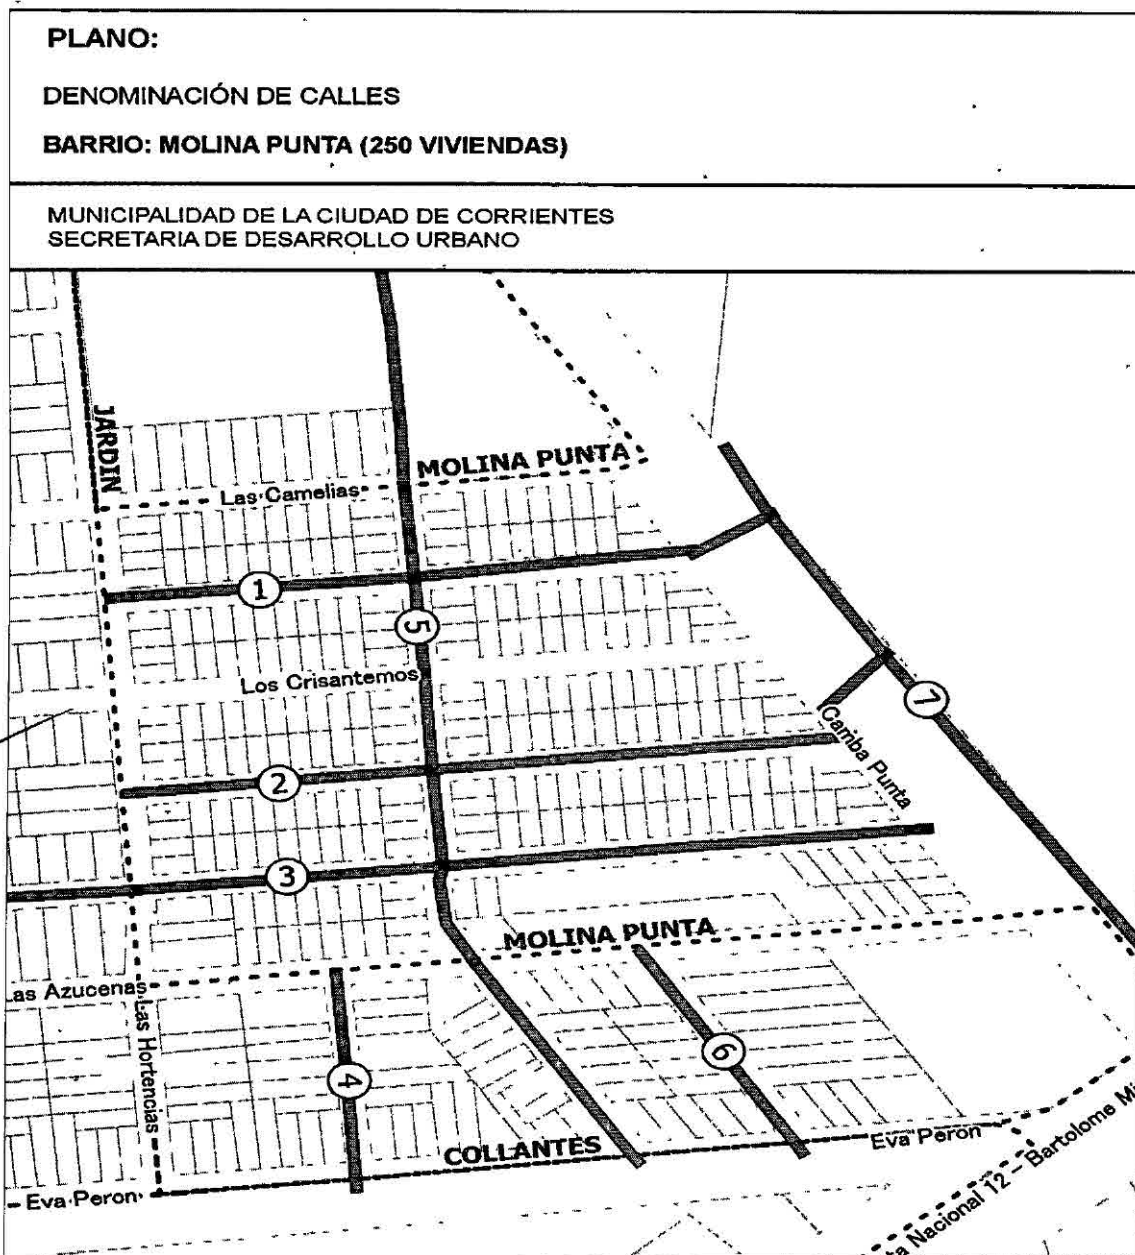 PLANO:
DENOMINACIÓN DE CALLES
BARRIO: MOLINA PUNTA (250 VIVIENDAS)
MUNICIPALIDAD DE LA CIUDAD DE CORRIENTES
SECRETARIA DE DESARROLLO URBANO
JARDIN
MOLINA PUNTA
Las Camelias
1
5
Los Crisantemos
7
Camba Punta
2
3
MOLINA PUNTA
as Azucenas
Las Hortencias
6
4
COLLANTES
Eva Peron
Eva Peron
a Nacional 12 - Bartolome Mi